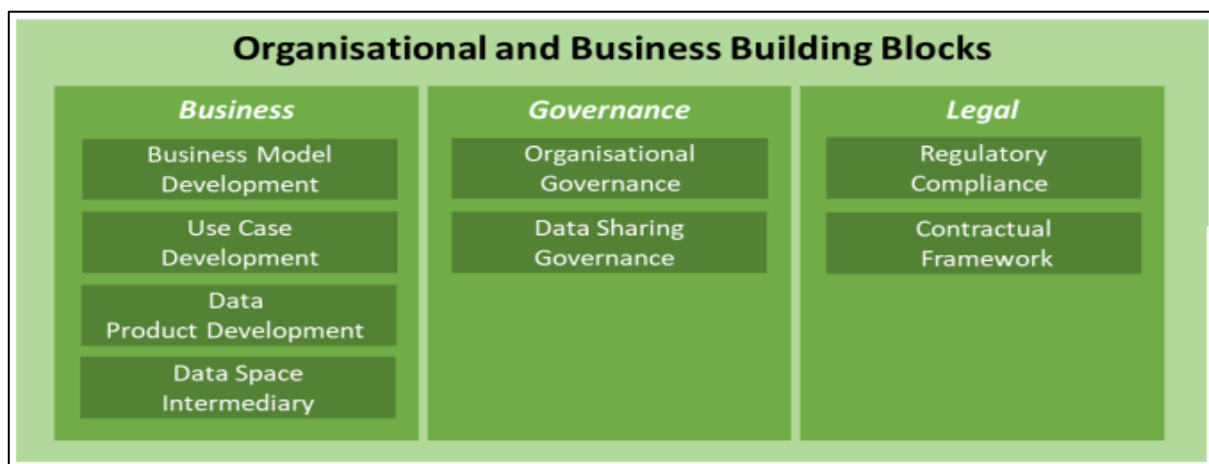 Organisational and Business Building Blocks
Business
Business Model
Development
Use Case
Development
Data
Product Development
Data Space
Intermediary
Governance
Organisational
Governance
Data Sharing
Governance
Legal
Regulatory
Compliance
Contractual
Framework